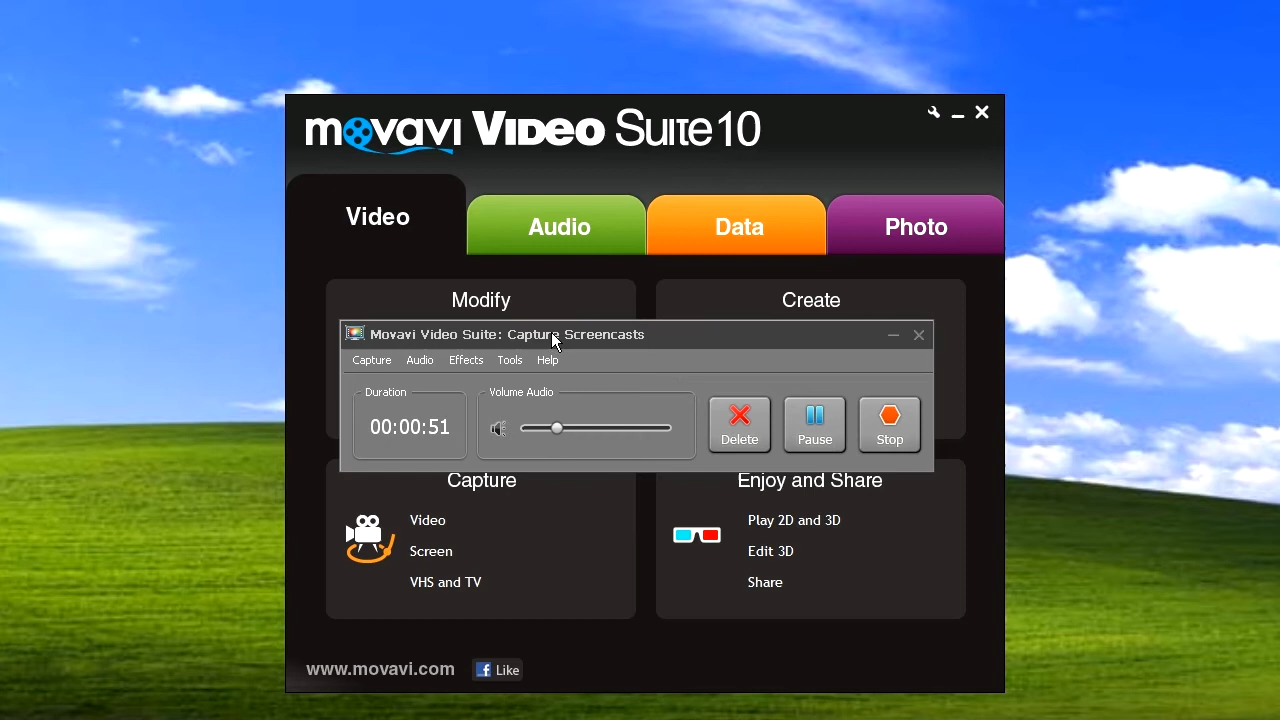 movavi VIDEO SUITE 10
Video
Audio
Data
Photo
Modify
Create
Movavi Video Suite: Capture Screencasts
Capture Audio Effects Tools Help
Duration
Volume Audio
00:00:51
Delete
Pause
Stop
Capture
Enjoy and Share
Video
Play 2D and 3D
Screen
Edit 3D
VHS and TV
Share
www.movavi.com
f Like